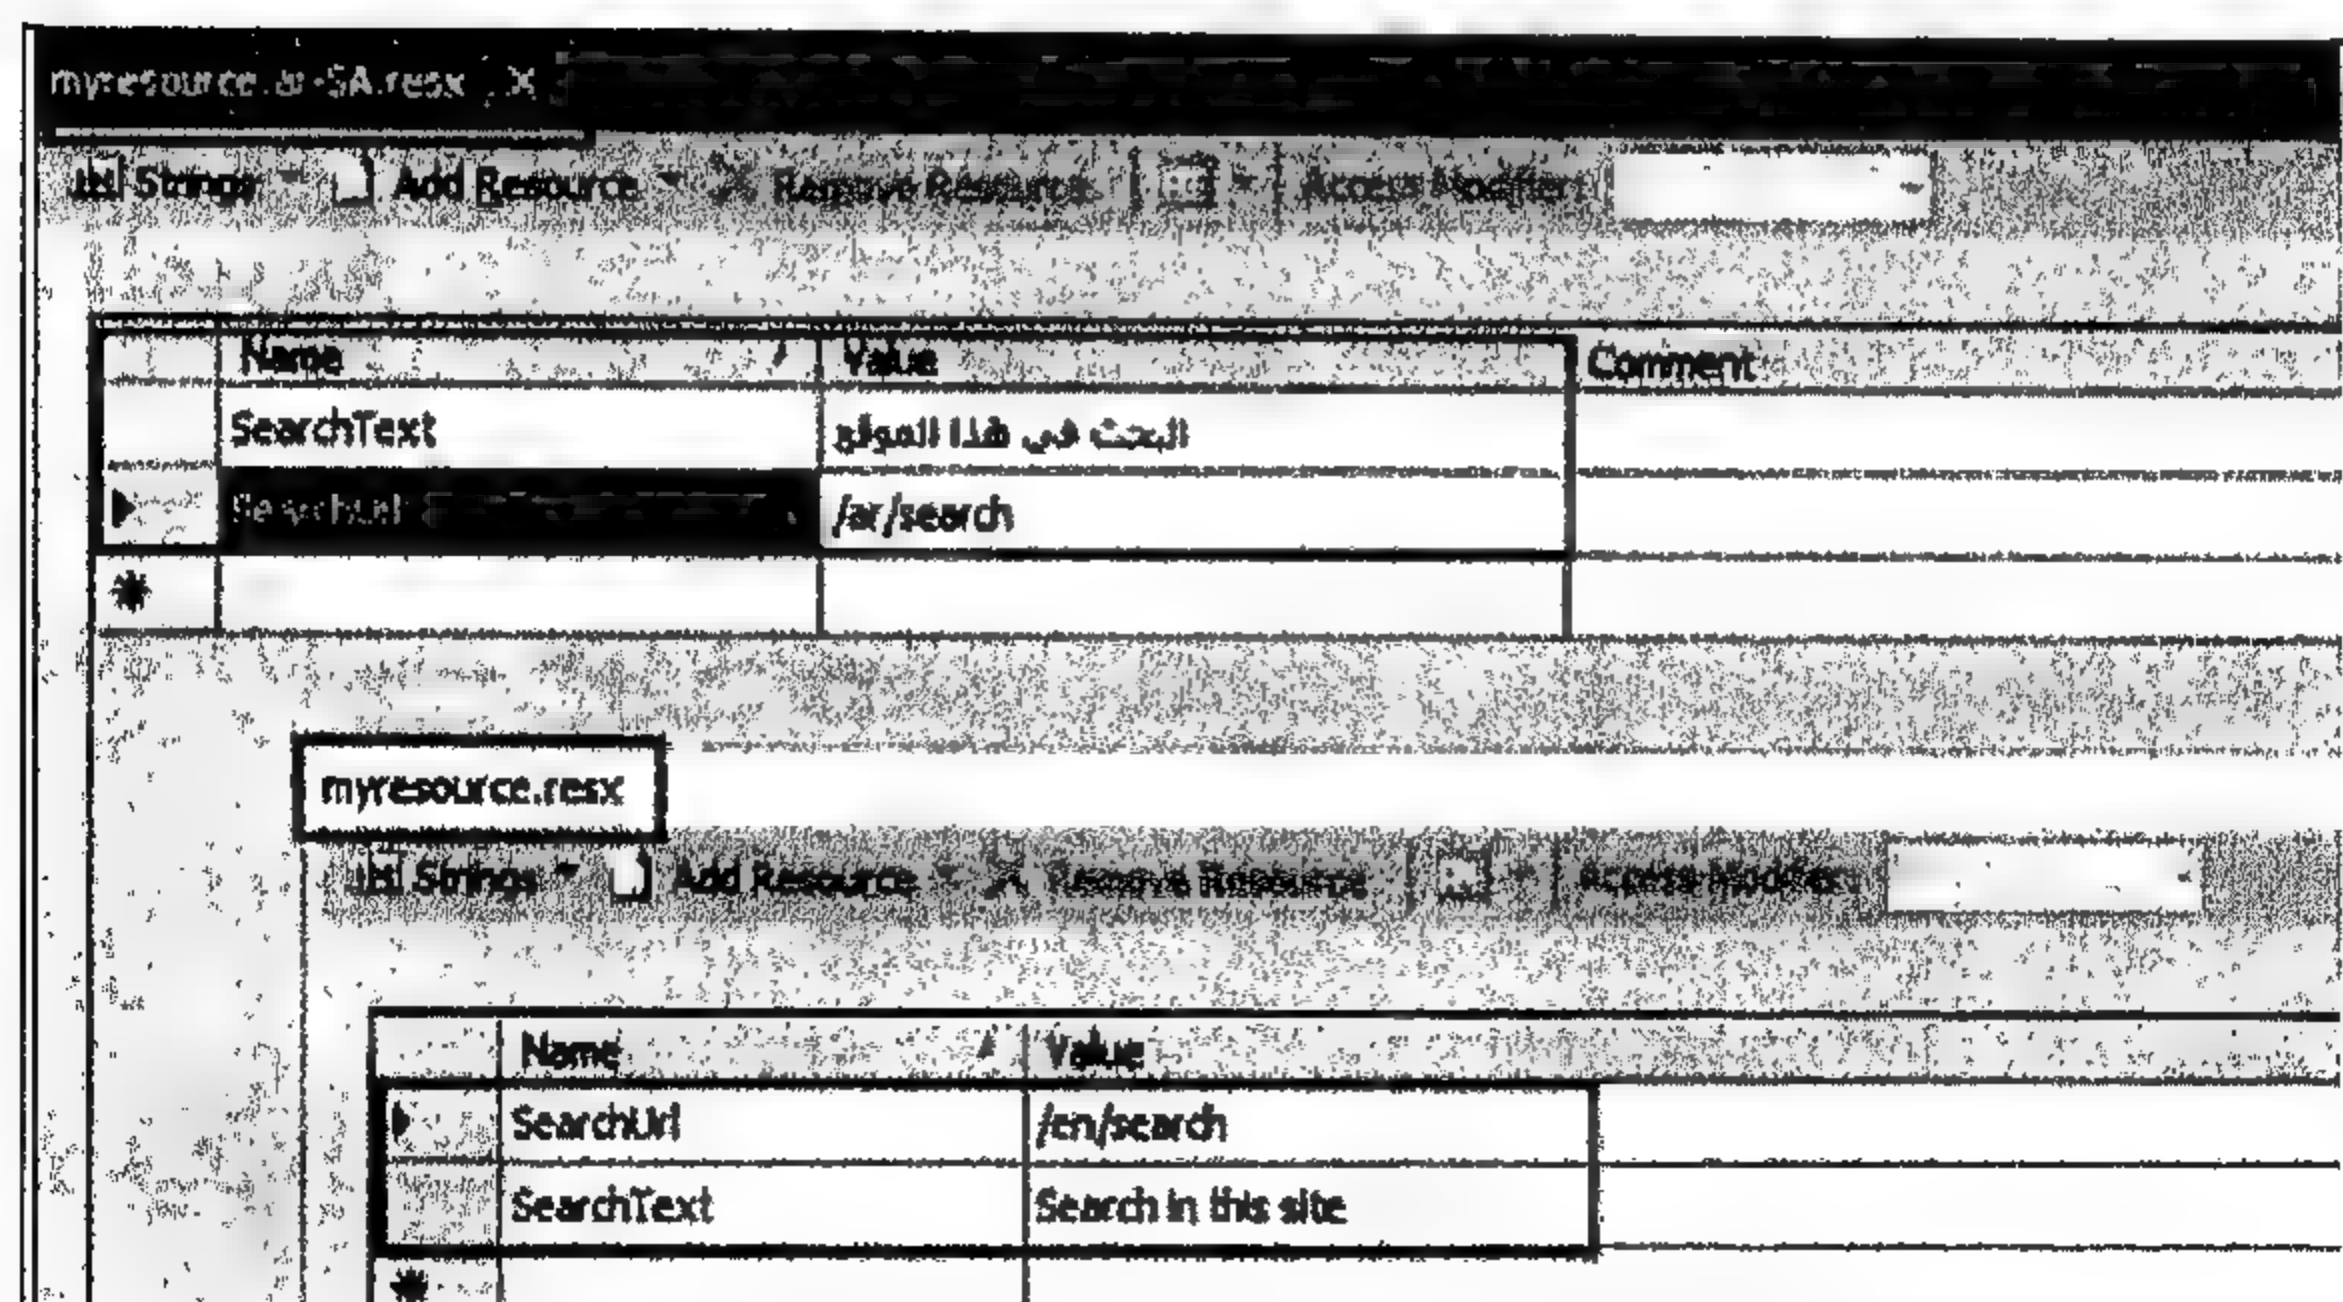 myresource.ar-SA.resx X
Strings Add Resource Remove Resource Access Modifier:
Name Value Comment
SearchText البحث في هذا الموقع
SearchUrl /ar/search
myresource.resx
Strings Add Resource Remove Resource Access Modifier:
Name Value
SearchUrl /en/search
SearchText Search in this site